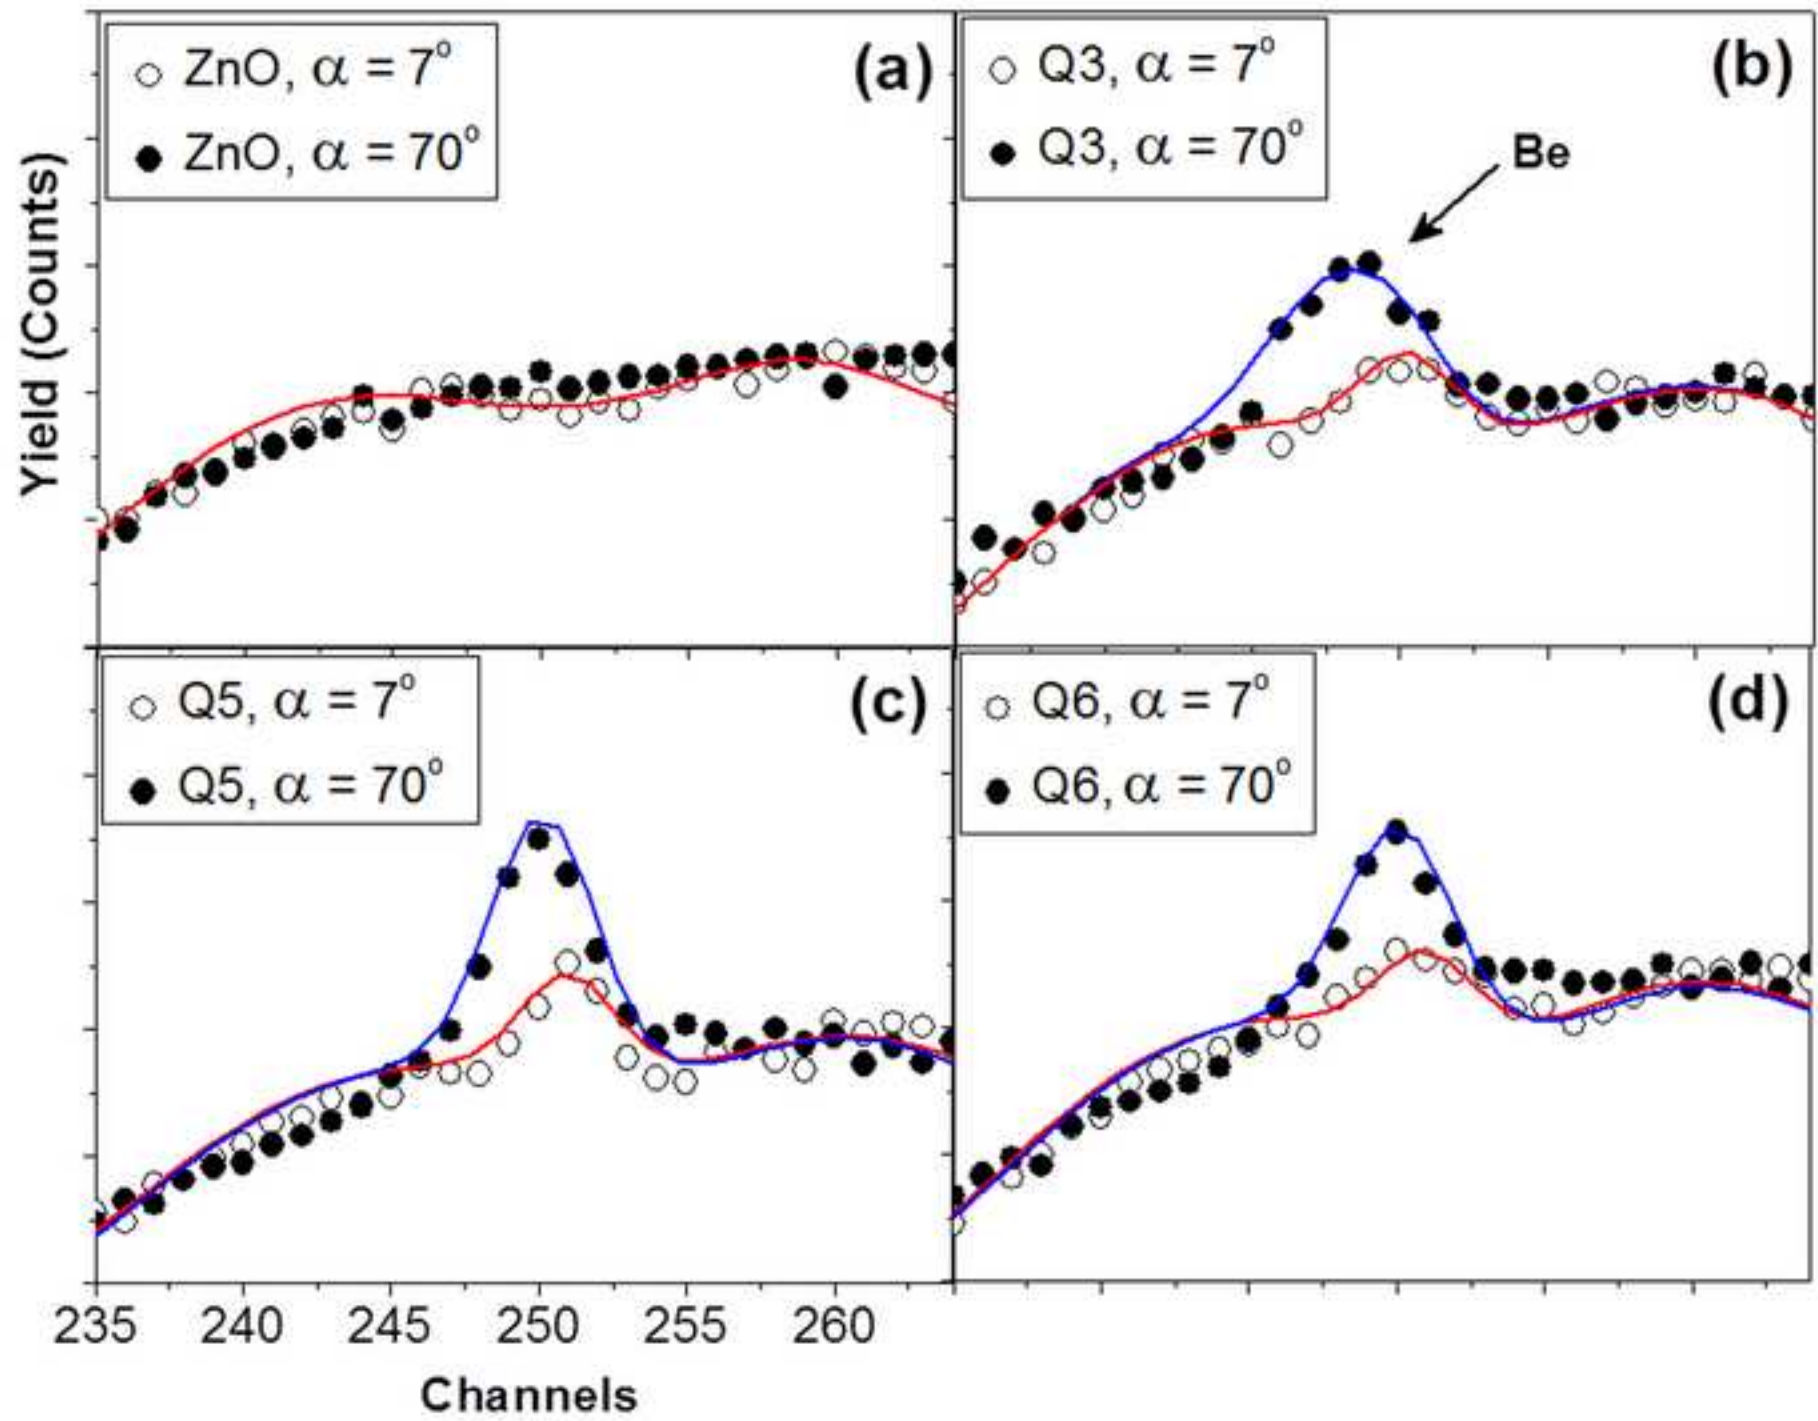 Yield (Counts)
ZnO, α = 7°
ZnO, α = 70°
(a)
Q3, α = 7°
Q3, α = 70°
(b)
Be
Q5, α = 7°
Q5, α = 70°
(c)
Q6, α = 7°
Q6, α = 70°
(d)
235 240 245 250 255 260
Channels